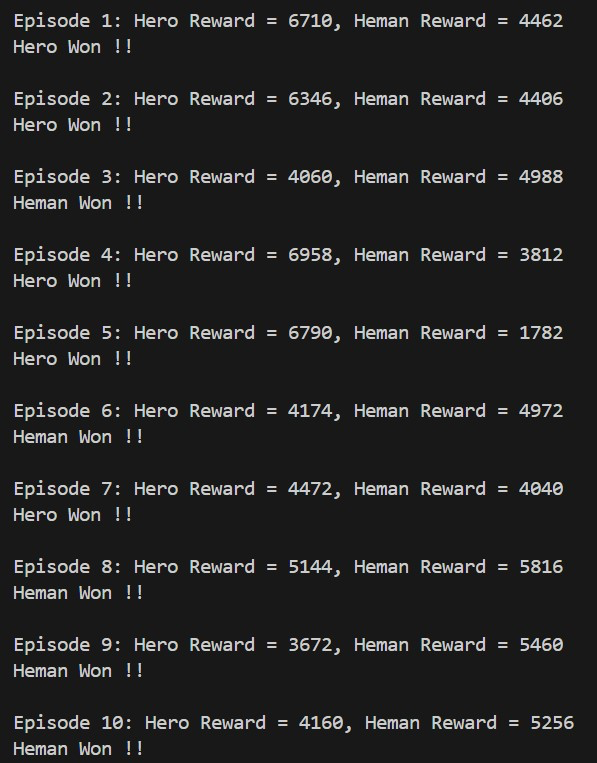 Episode 1: Hero Reward = 6710, Heman Reward = 4462
Hero Won !!
Episode 2: Hero Reward = 6346, Heman Reward = 4406
Hero Won !!
Episode 3: Hero Reward = 4060, Heman Reward = 4988
Heman Won !!
Episode 4: Hero Reward = 6958, Heman Reward = 3812
Hero Won !!
Episode 5: Hero Reward = 6790, Heman Reward = 1782
Hero Won !!
Episode 6: Hero Reward = 4174, Heman Reward = 4972
Heman Won !!
Episode 7: Hero Reward = 4472, Heman Reward = 4040
Hero Won !!
Episode 8: Hero Reward = 5144, Heman Reward = 5816
Heman Won !!
Episode 9: Hero Reward = 3672, Heman Reward = 5460
Heman Won !!
Episode 10: Hero Reward = 4160, Heman Reward = 5256
Heman Won !!